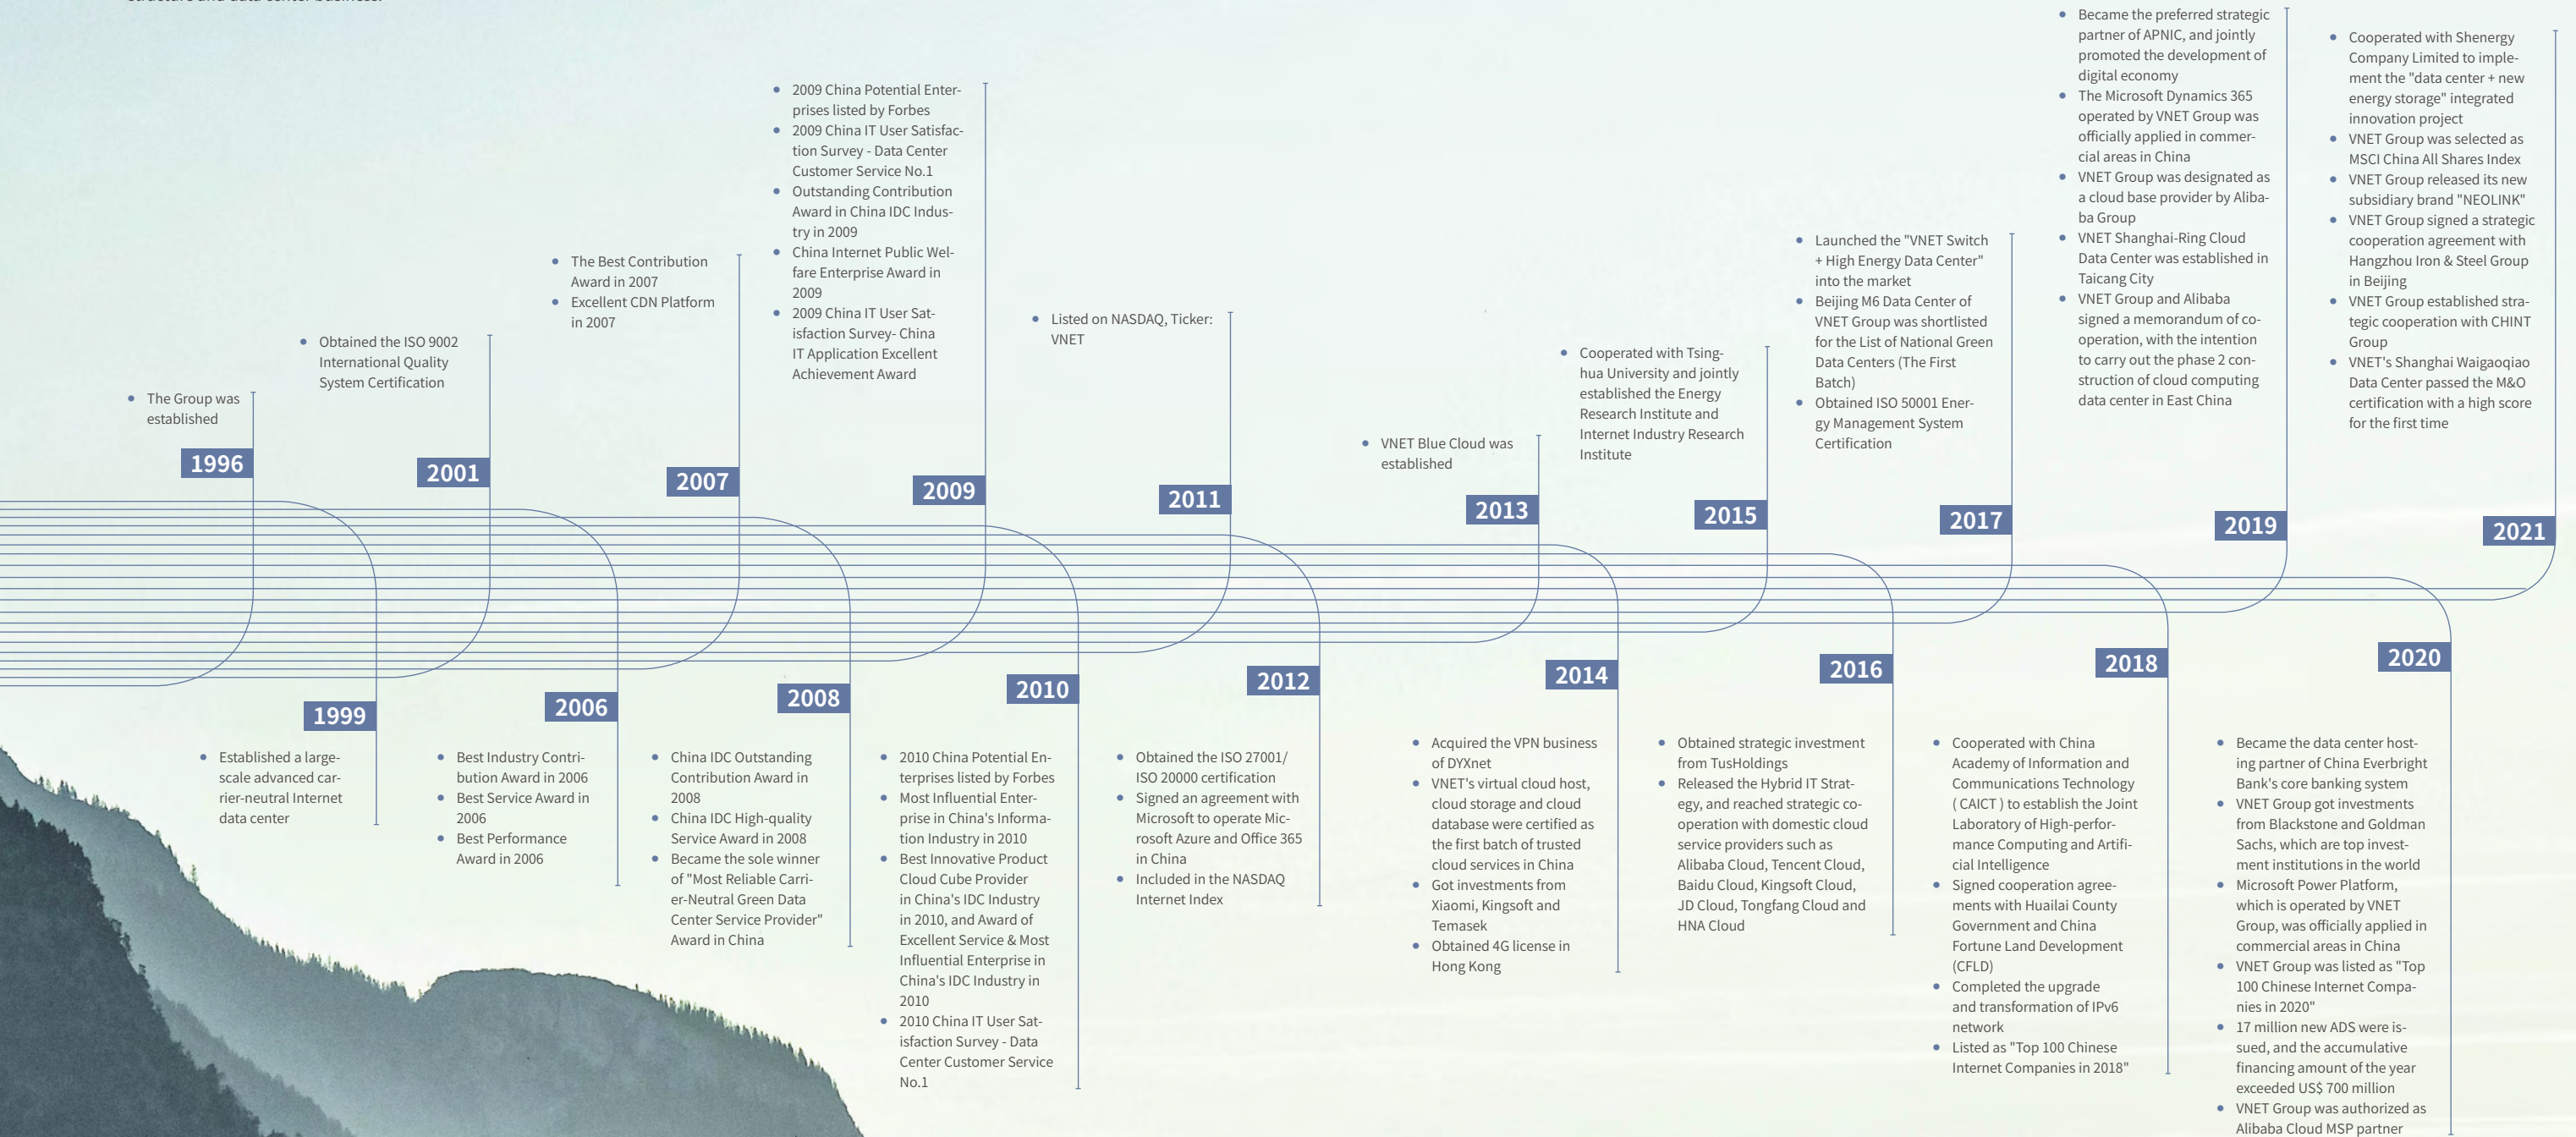 The Group was
established
1996
Established a large-
scale advanced car-
rier-neutral Internet
data center
1999
Obtained the ISO 9002
International Quality
System Certification
2001
Best Industry Contri-
bution Award in 2006
Best Service Award in
2006
Best Performance
Award in 2006
2006
The Best Contribution
Award in 2007
Excellent CDN Platform
in 2007
2007
China IDC Outstanding
Contribution Award in
2008
China IDC High-quality
Service Award in 2008
Became the sole winner
of "Most Reliable Carri-
er-Neutral Green Data
Center Service Provider"
Award in China
2008
2009 China Potential Enter-
prises listed by Forbes
2009 China IT User Satisfac-
tion Survey - Data Center
Customer Service No.1
Outstanding Contribution
Award in China IDC Indus-
try in 2009
China Internet Public Wel-
fare Enterprise Award in
2009
2009 China IT User Sat-
isfaction Survey- China
IT Application Excellent
Achievement Award
2009
2010 China Potential En-
terprises listed by Forbes
Most Influential Enter-
prise in China's Informa-
tion Industry in 2010
Best Innovative Product
Cloud Cube Provider
in China's IDC Industry
in 2010, and Award of
Excellent Service & Most
Influential Enterprise in
China's IDC Industry in
2010
2010 China IT User Sat-
isfaction Survey - Data
Center Customer Service
No.1
2010
Listed on NASDAQ, Ticker:
VNET
2011
Obtained the ISO 27001/
ISO 20000 certification
Signed an agreement with
Microsoft to operate Mic-
rosoft Azure and Office 365
in China
Included in the NASDAQ
Internet Index
2012
VNET Blue Cloud was
established
2013
Acquired the VPN business
of DYXnet
VNET's virtual cloud host,
cloud storage and cloud
database were certified as
the first batch of trusted
cloud services in China
Got investments from
Xiaomi, Kingsoft and
Temasek
Obtained 4G license in
Hong Kong
2014
Cooperated with Tsing-
hua University and jointly
established the Energy
Research Institute and
Internet Industry Research
Institute
2015
Obtained strategic investment
from TusHoldings
Released the Hybrid IT Strat-
egy, and reached strategic co-
operation with domestic cloud
service providers such as
Alibaba Cloud, Tencent Cloud,
Baidu Cloud, Kingsoft Cloud,
JD Cloud, Tongfang Cloud and
HNA Cloud
2016
Launched the "VNET Switch
+ High Energy Data Center"
into the market
Beijing M6 Data Center of
VNET Group was shortlisted
for the List of National Green
Data Centers (The First
Batch)
Obtained ISO 50001 Ener-
gy Management System
Certification
2017
Cooperated with China
Academy of Information and
Communications Technology
( CAICT ) to establish the Joint
Laboratory of High-perfor-
mance Computing and Artifi-
cial Intelligence
Signed cooperation agree-
ments with Huailai County
Government and China
Fortune Land Development
(CFLD)
Completed the upgrade
and transformation of IPv6
network
Listed as "Top 100 Chinese
Internet Companies in 2018"
2018
Became the preferred strategic
partner of APNIC, and jointly
promoted the development of
digital economy
The Microsoft Dynamics 365
operated by VNET Group was
officially applied in commer-
cial areas in China
VNET Group was designated as
a cloud base provider by Aliba-
ba Group
VNET Shanghai-Ring Cloud
Data Center was established in
Taicang City
VNET Group and Alibaba
signed a memorandum of co-
operation, with the intention
to carry out the phase 2 con-
struction of cloud computing
data center in East China
2019
Became the data center host-
ing partner of China Everbright
Bank's core banking system
VNET Group got investments
from Blackstone and Goldman
Sachs, which are top invest-
ment institutions in the world
Microsoft Power Platform,
which is operated by VNET
Group, was officially applied in
commercial areas in China
VNET Group was listed as "Top
100 Chinese Internet Compa-
nies in 2020"
17 million new ADS were is-
sued, and the accumulative
financing amount of the year
exceeded US$ 700 million
VNET Group was authorized as
Alibaba Cloud MSP partner
2020
Cooperated with Shenergy
Company Limited to imple-
ment the "data center + new
energy storage" integrated
innovation project
VNET Group was selected as
MSCI China All Shares Index
VNET Group released its new
subsidiary brand "NEOLINK"
VNET Group signed a strategic
cooperation agreement with
Hangzhou Iron & Steel Group
in Beijing
VNET Group established stra-
tegic cooperation with CHINT
Group
VNET's Shanghai Waigaoqiao
Data Center passed the M&O
certification with a high score
for the first time
2021